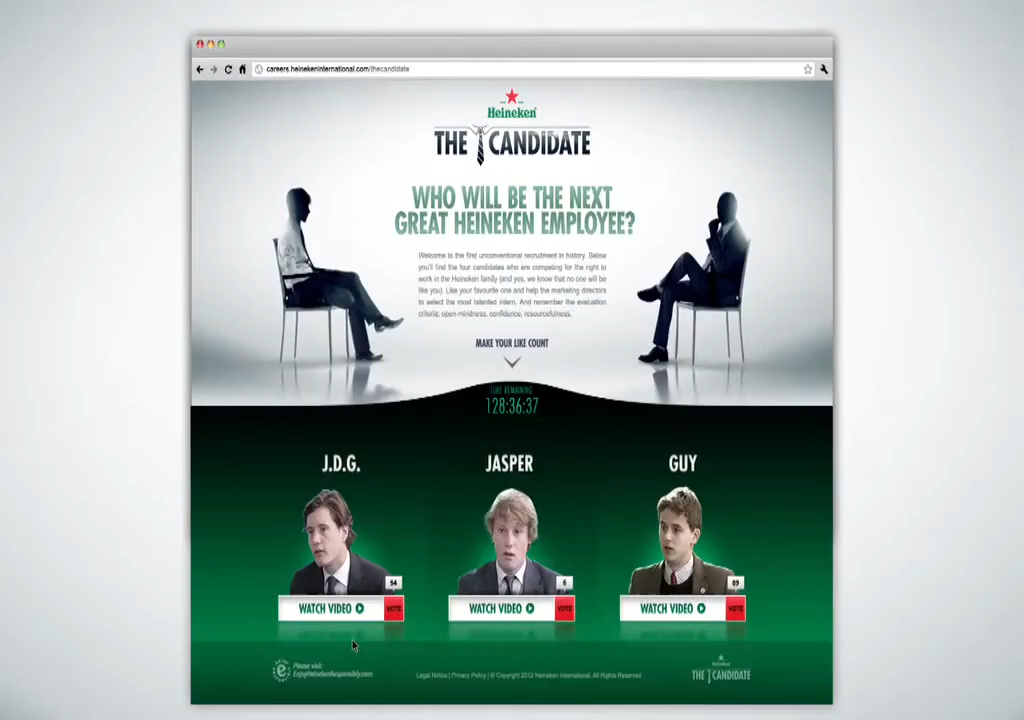 careers.heinekeninternational.com/thecandidate
Heineken
THE CANDIDATE
WHO WILL BE THE NEXT
GREAT HEINEKEN EMPLOYEE?
Welcome to the first unconventional recruitment in history. Below
you'll find the four candidates who are competing for the right to
work in the Heineken family (and yes, we know that no one will be
like you). Like your favourite one and help the marketing directors
to select the most talented intern. And remember the evaluation
criteria: open-mindness, confidence, resourcefulness.
MAKE YOUR LIKE COUNT
TIME REMAINING
128:36:37
J.D.G. JASPER GUY
54 6 89
WATCH VIDEO VOTE WATCH VIDEO VOTE WATCH VIDEO VOTE
Please visit:
EnjoyHeinekenResponsibly.com
Legal Notice | Privacy Policy | © Copyright 2012 Heineken International. All Rights Reserved
Heineken
THE CANDIDATE